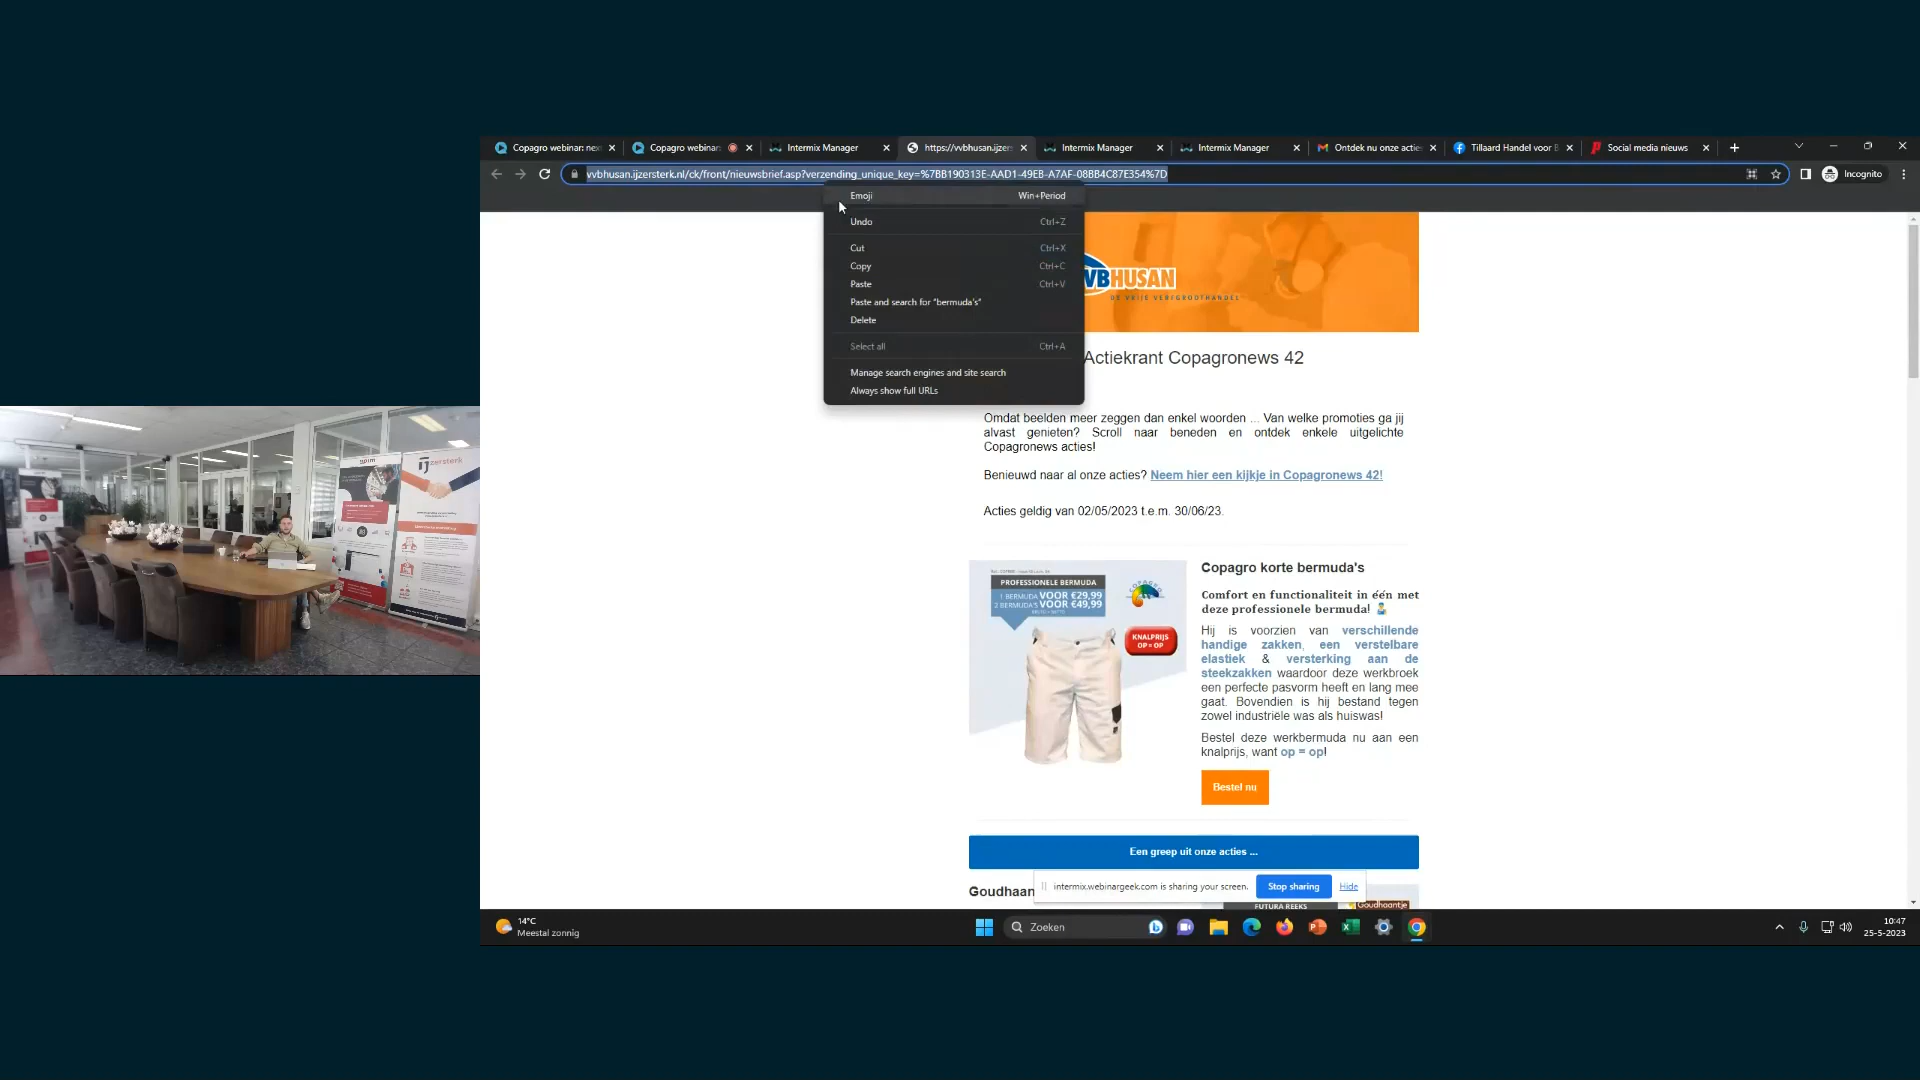 Copagro webinar: nex
Copagro webinar:
Intermix Manager
https://vvbhusan.ijzer
Intermix Manager
Intermix Manager
Ontdek nu onze actie
Tillaard Handel voor B
Social media nieuws
vvbhusan.ijzersterk.nl/ck/front/nieuwsbrief.asp?verzending_unique_key=%7BB190313E-AAD1-49EB-A7AF-08BB4C87E354%7D
Incognito
Emoji Win+Period
Undo Ctrl+Z
Cut Ctrl+X
Copy Ctrl+C
Paste Ctrl+V
Paste and search for "bermuda's"
Delete
Select all Ctrl+A
Manage search engines and site search
Always show full URLs
VBHUSAN
DE VRIJE VERFGROOTHANDEL
Actiekrant Copagronews 42
Omdat beelden meer zeggen dan enkel woorden ... Van welke promoties ga jij
alvast genieten? Scroll naar beneden en ontdek enkele uitgelichte
Copagronews acties!
Benieuwd naar al onze acties? Neem hier een kijkje in Copagronews 42!
Acties geldig van 02/05/2023 t.e.m. 30/06/23.
PROFESSIONELE BERMUDA
1 BERMUDA VOOR €29,99
2 BERMUDA'S VOOR €49,99
COPAGRO
KNALPRIJS
OP = OP!
Copagro korte bermuda's
Comfort en functionaliteit in één met
deze professionele bermuda!
Hij is voorzien van verschillende
handige zakken, een verstelbare
elastiek & versterking aan de
steekzakken waardoor deze werkbroek
een perfecte pasvorm heeft en lang mee
gaat. Bovendien is hij bestand tegen
zowel industriële was als huiswas!
Bestel deze werkbermuda nu aan een
knalprijs, want op = op!
Bestel nu
Een greep uit onze acties ...
Goudhaan
intermix.webinargeek.com is sharing your screen.
Stop sharing
Hide
FUTURA REEKS
Goudhaantje
ijzersterk
14°C
Meestal zonnig
Zoeken
10:47
25-5-2023